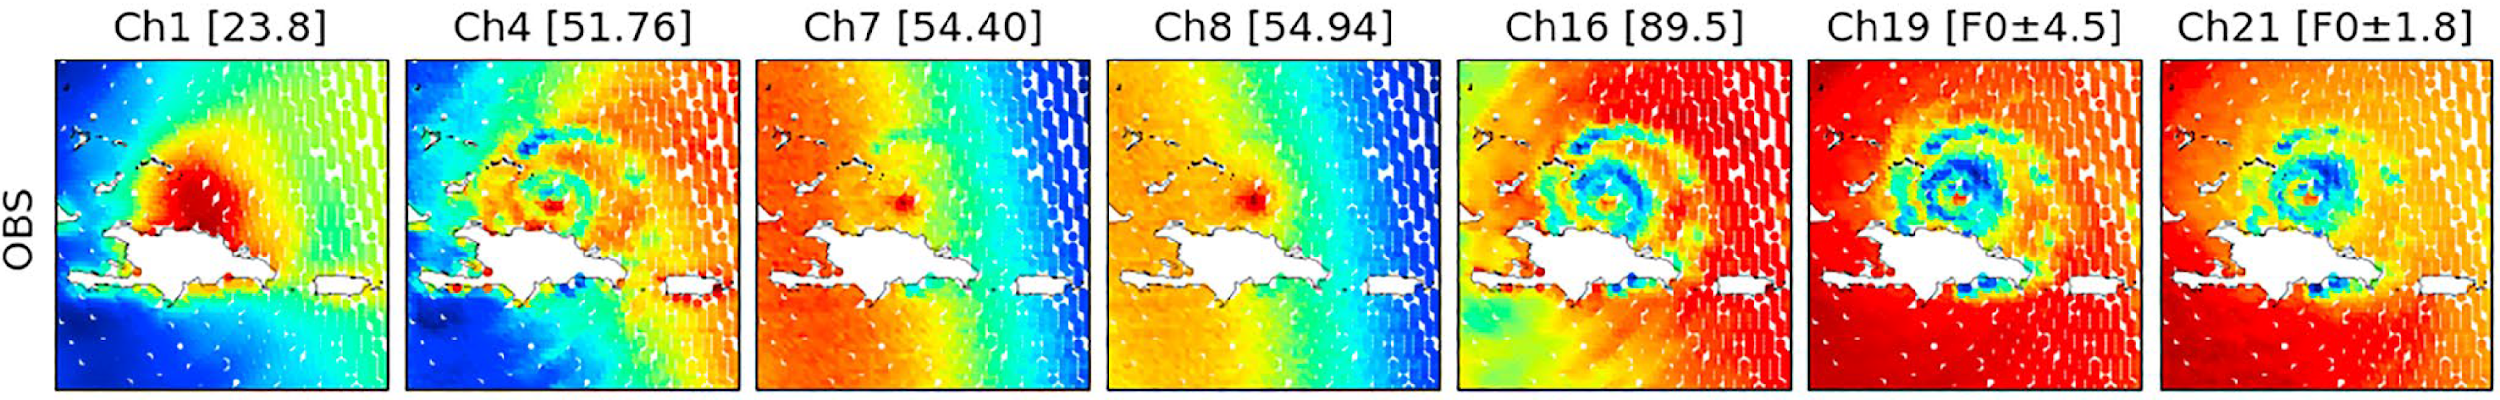 Ch1 [23.8]
Ch4 [51.76]
Ch7 [54.40]
Ch8 [54.94]
Ch16 [89.5]
Ch19 [F0±4.5]
Ch21 [F0±1.8]
OBS